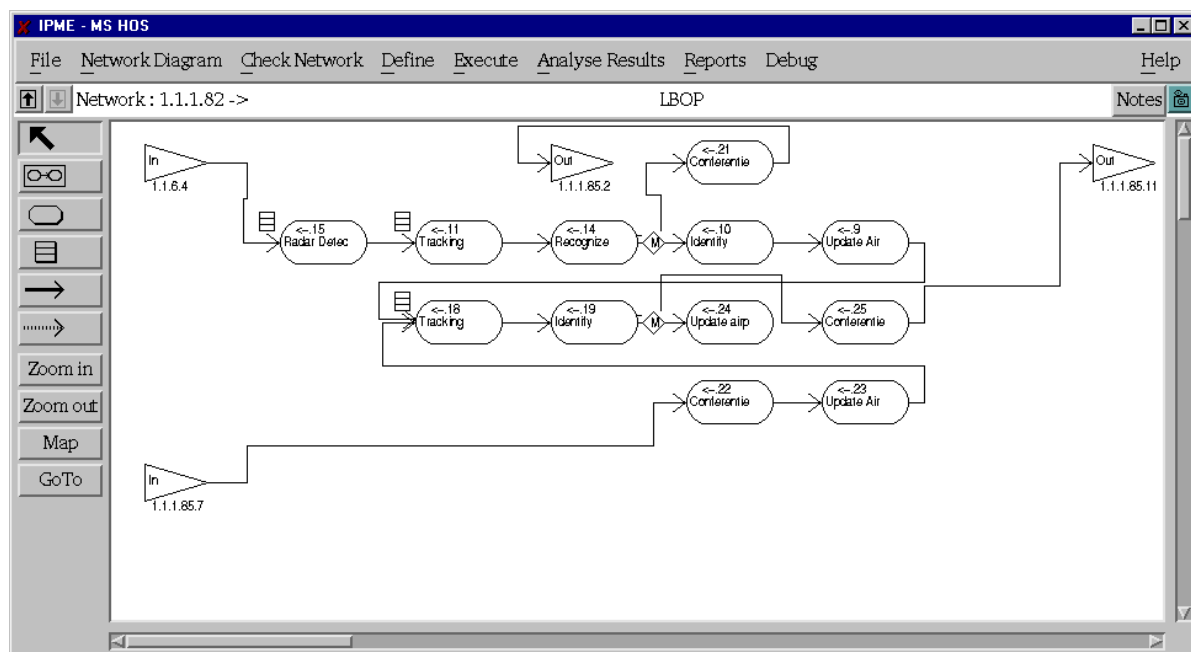 IPME - MS HOS
File Network Diagram Check Network Define Execute Analyse Results Reports Debug Help
Network : 1.1.1.82 -> LBOP Notes
In
1.1.6.4
Out
1.1.1.85.2
<-.21
Conferentie
Out
1.1.1.85.11
<-.15
Radar Detec
<-.11
Tracking
<-.14
Recognize
M
<-.10
Identify
<-.9
Update Air
<-.18
Tracking
<-.19
Identify
M
<-.24
Update airp
<-.25
Conferentie
<-.22
Conferentie
<-.23
Update Air
In
1.1.1.85.7
Zoom in
Zoom out
Map
GoTo